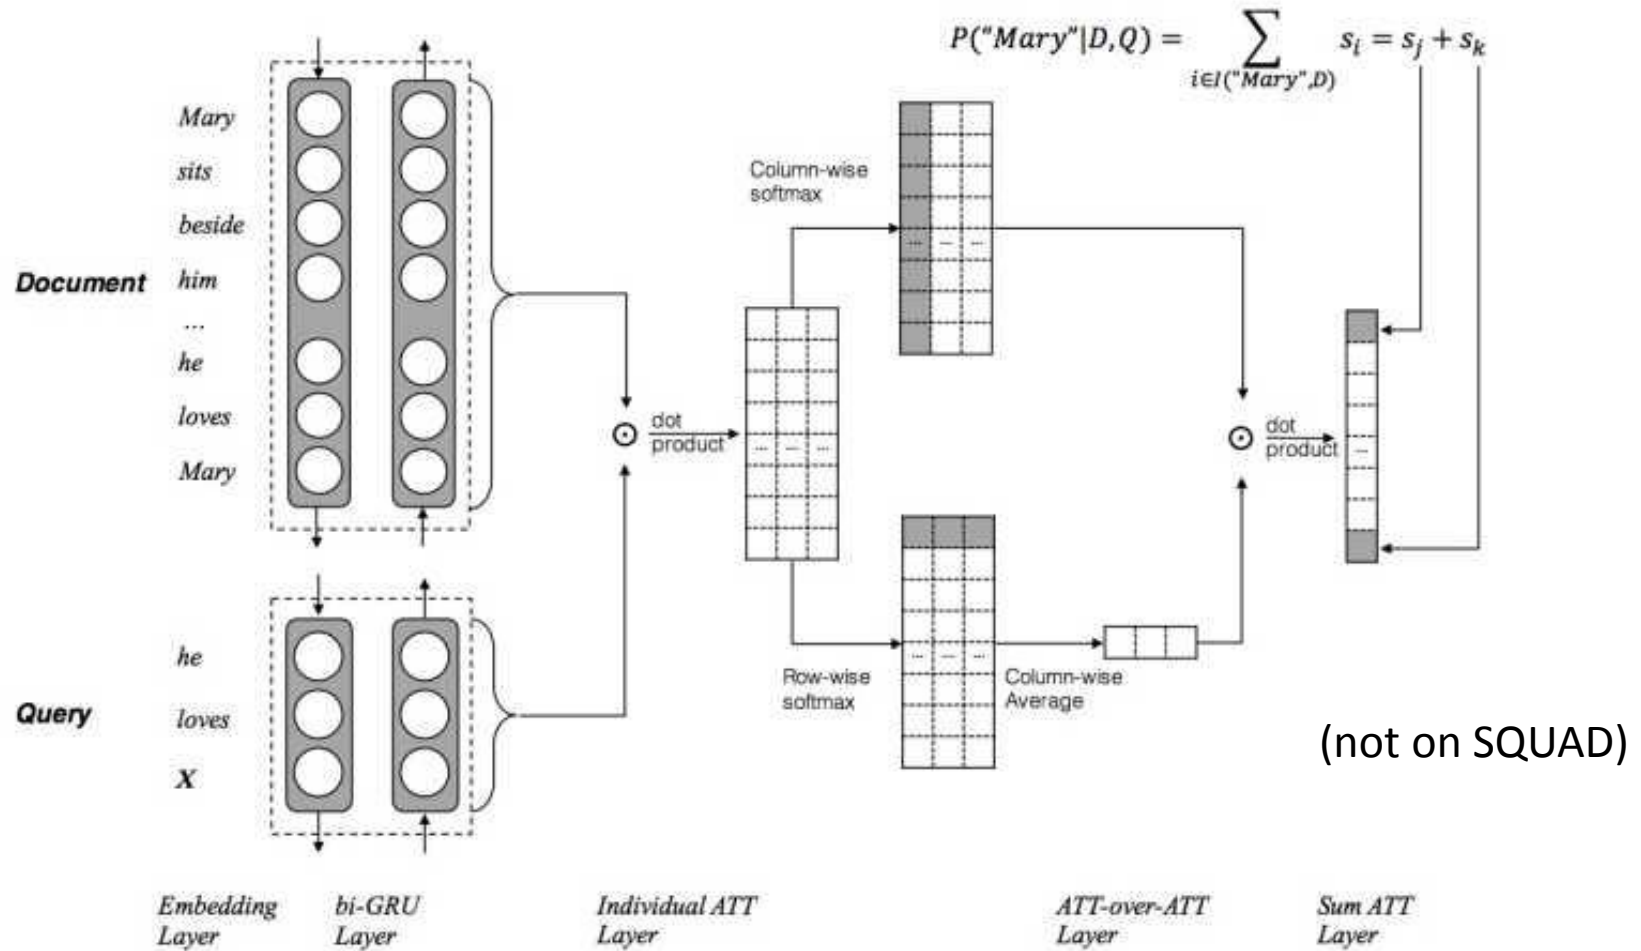 P("Mary"|D,Q) = ∑ s_i = s_j + s_k
i∈I("Mary",D)
Document
Mary
sits
beside
him
...
he
loves
Mary
Query
he
loves
X
dot
product
... ... ...
Column-wise
softmax
... ... ...
Row-wise
softmax
... ... ...
Column-wise
Average
dot
product
...
(not on SQUAD)
Embedding
Layer
bi-GRU
Layer
Individual ATT
Layer
ATT-over-ATT
Layer
Sum ATT
Layer